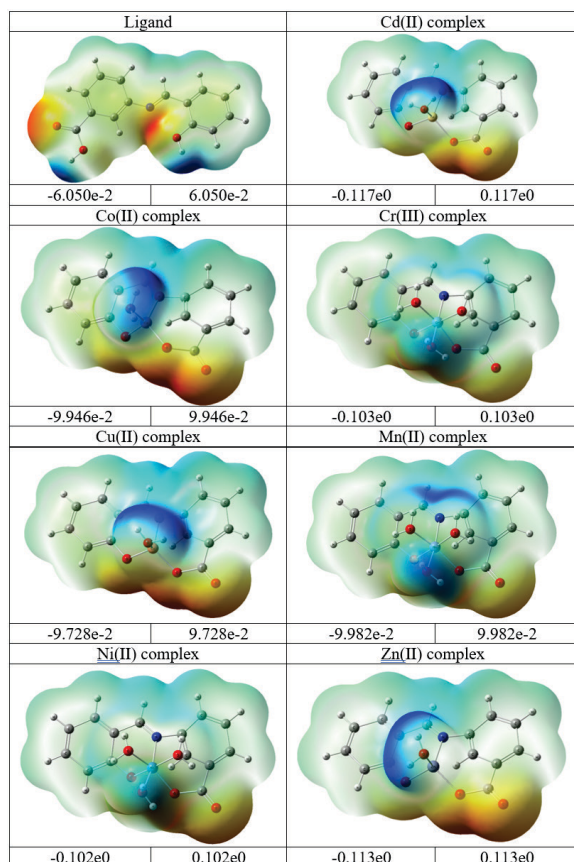 Ligand Cd(II) complex
-6.050e-2 6.050e-2 -0.117e0 0.117e0
Co(II) complex Cr(III) complex
-9.946e-2 9.946e-2 -0.103e0 0.103e0
Cu(II) complex Mn(II) complex
-9.728e-2 9.728e-2 -9.982e-2 9.982e-2
Ni(II) complex Zn(II) complex
-0.102e0 0.102e0 -0.113e0 0.113e0